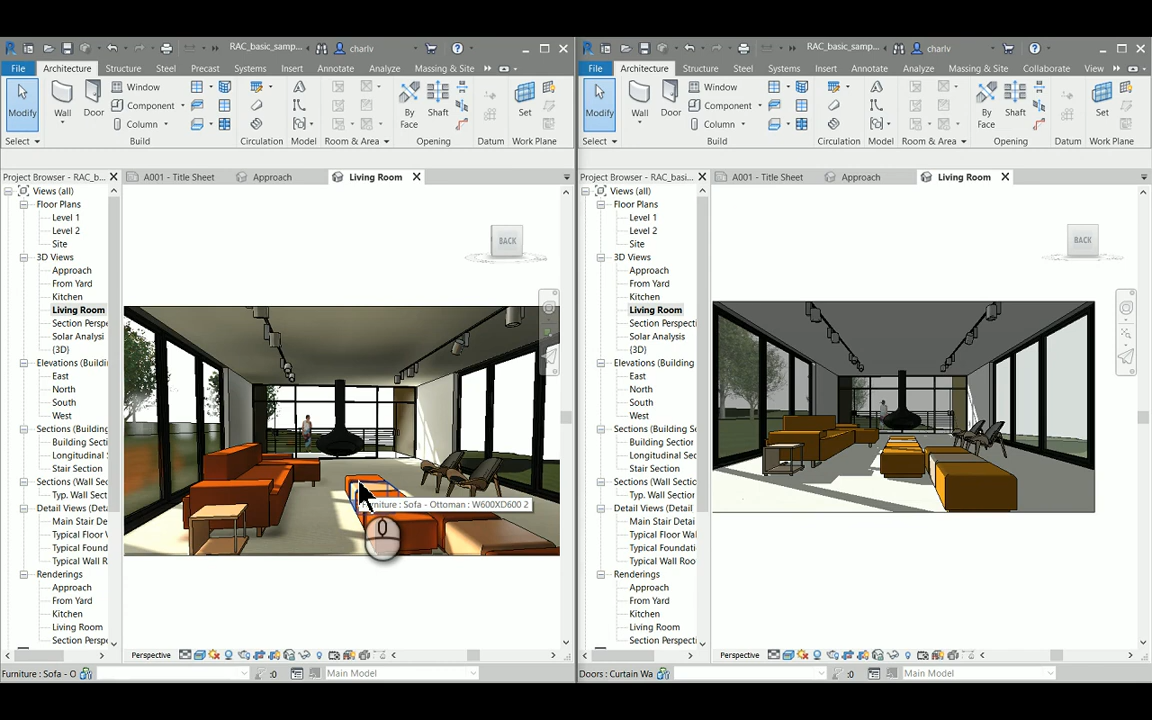 RAC_basic_samp... charlv
File Architecture Structure Steel Precast Systems Insert Annotate Analyze Massing & Site
Modify Wall Door Window Component Column By Face Shaft Set
Select Build Circulation Model Room & Area Opening Datum Work Plane
Project Browser - RAC_b...
A001 - Title Sheet Approach Living Room
Views (all)
Floor Plans
Level 1
Level 2
Site
3D Views
Approach
From Yard
Kitchen
Living Room
Section Persp
Solar Analysi
{3D}
Elevations (Buildin
East
North
South
West
Sections (Building
Building Sect
Longitudinal
Stair Section
Sections (Wall Sec
Typ. Wall Sec
Detail Views (Deta
Main Stair De
Typical Floor
Typical Found
Typical Wall R
Renderings
Approach
From Yard
Kitchen
Living Room
Section Persp
BACK
Furniture : Sofa - Ottoman : W600XD600 2
Perspective
Furniture : Sofa - O :0 Main Model
RAC_basic_samp... charlv
File Architecture Structure Steel Systems Insert Annotate Analyze Massing & Site Collaborate View
Modify Wall Door Window Component Column By Face Shaft Set
Select Build Circulation Model Room & Area Opening Datum Work Plane
Project Browser - RAC_basi...
A001 - Title Sheet Approach Living Room
Views (all)
Floor Plans
Level 1
Level 2
Site
3D Views
Approach
From Yard
Kitchen
Living Room
Section Perspecti
Solar Analysis
{3D}
Elevations (Building
East
North
South
West
Sections (Building
Building Section
Longitudinal Se
Stair Section
Sections (Wall Sect
Typ. Wall Sect
Detail Views (Detail
Main Stair Deta
Typical Floor W
Typical Foundati
Typical Wall Roo
Renderings
Approach
From Yard
Kitchen
Living Room
Section Perspecti
BACK
Perspective
Doors : Curtain Wa :0 Main Model